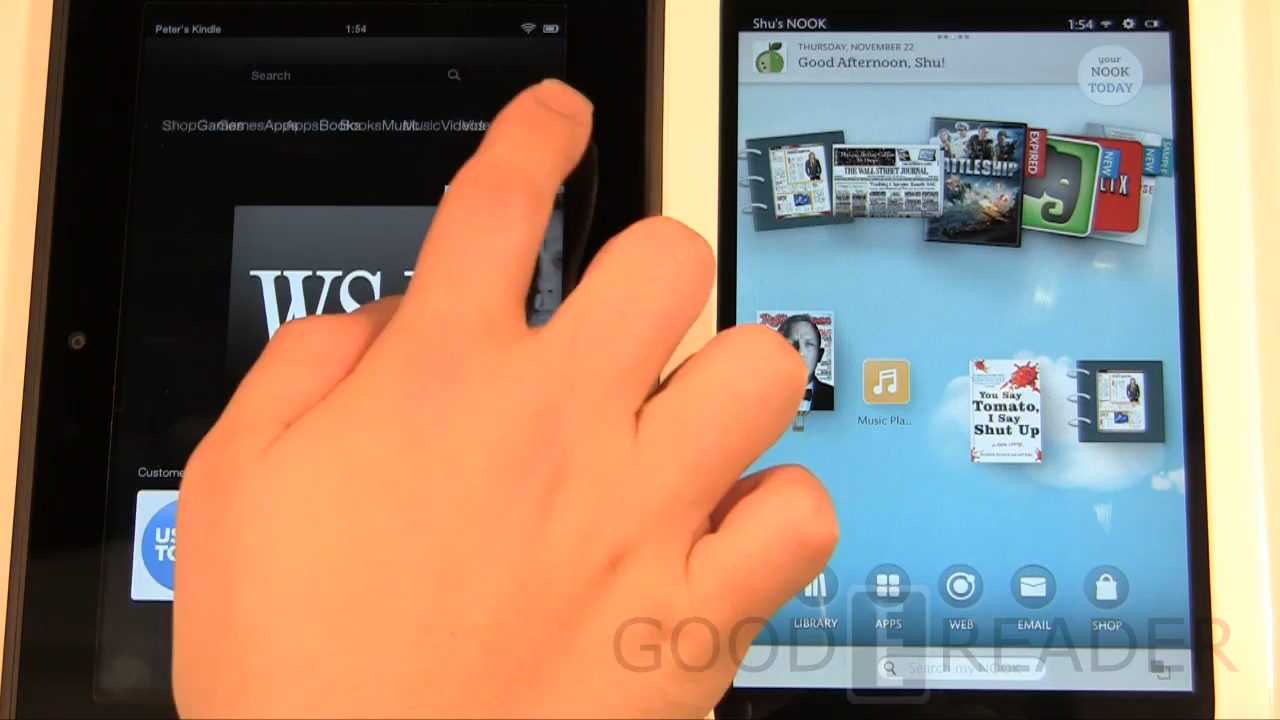 Peter's Kindle
1:54
Search
Shop Games Apps Books Music Videos
WS
Custome
US
TO
Shu's NOOK
1:54
THURSDAY, NOVEMBER 22
Good Afternoon, Shu!
your
NOOK
TODAY
THE WALL STREET JOURNAL
BATTLESHIP
EXPIRED
NEW
NEW
SAMPLE
Music Pla..
You Say
Tomato,
I Say
Shut Up
LIBRARY
APPS
WEB
EMAIL
SHOP
Search my NOOK
GOOD E READER